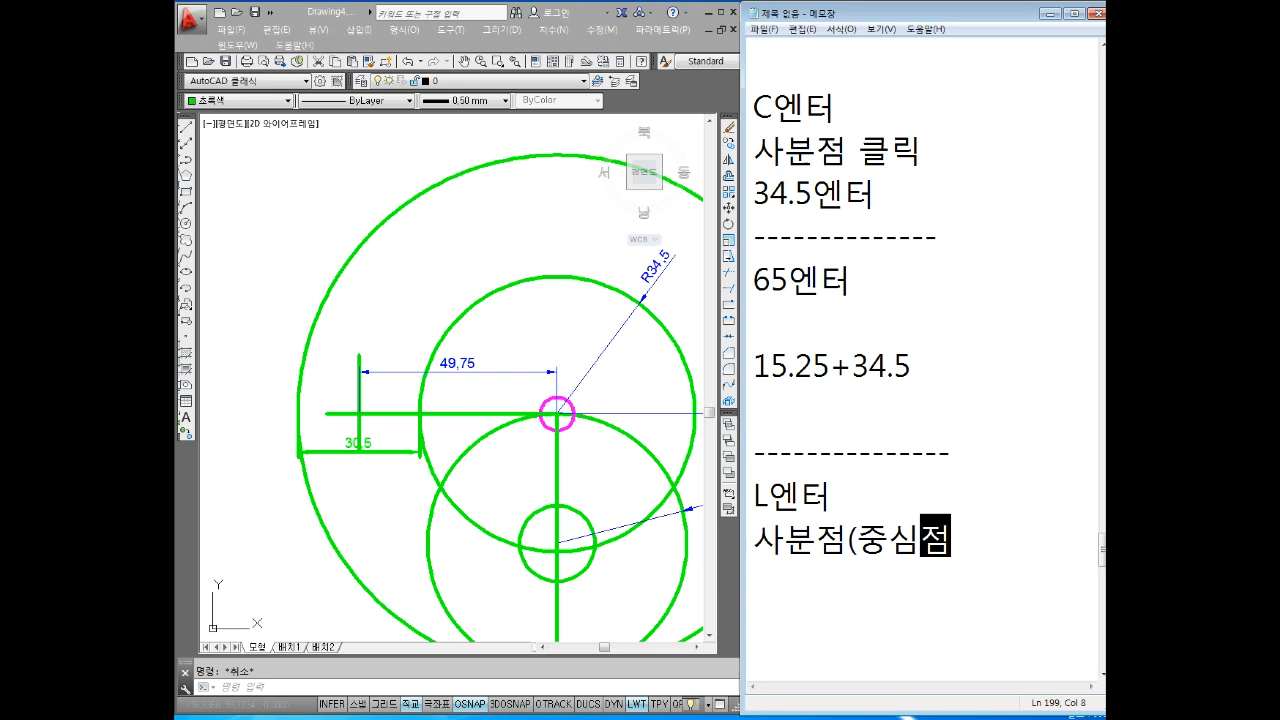 Drawing4...
키워드 또는 구절 입력
로그인
파일(F) 편집(E) 뷰(V) 삽입(I) 형식(O) 도구(T) 그리기(D) 치수(N) 수정(M) 파라메트릭(P)
윈도우(W) 도움말(H)
Standard
AutoCAD 클래식
0
초록색
ByLayer
0.50 mm
ByColor
[−][평면도][2D 와이어프레임]
북
서
평면도
동
남
WCS
R34,5
49,75
30,5
Y
X
모형
배치1
배치2
명령: *취소*
명령 입력
INFER 스냅 그리드 직교 극좌표 OSNAP 3DOSNAP OTRACK DUCS DYN LWT TPY
제목 없음 - 메모장
파일(F) 편집(E) 서식(O) 보기(V) 도움말(H)
C엔터
사분점 클릭
34.5엔터
--------------
65엔터
15.25+34.5
---------------
L엔터
사분점(중심점
Ln 199, Col 8